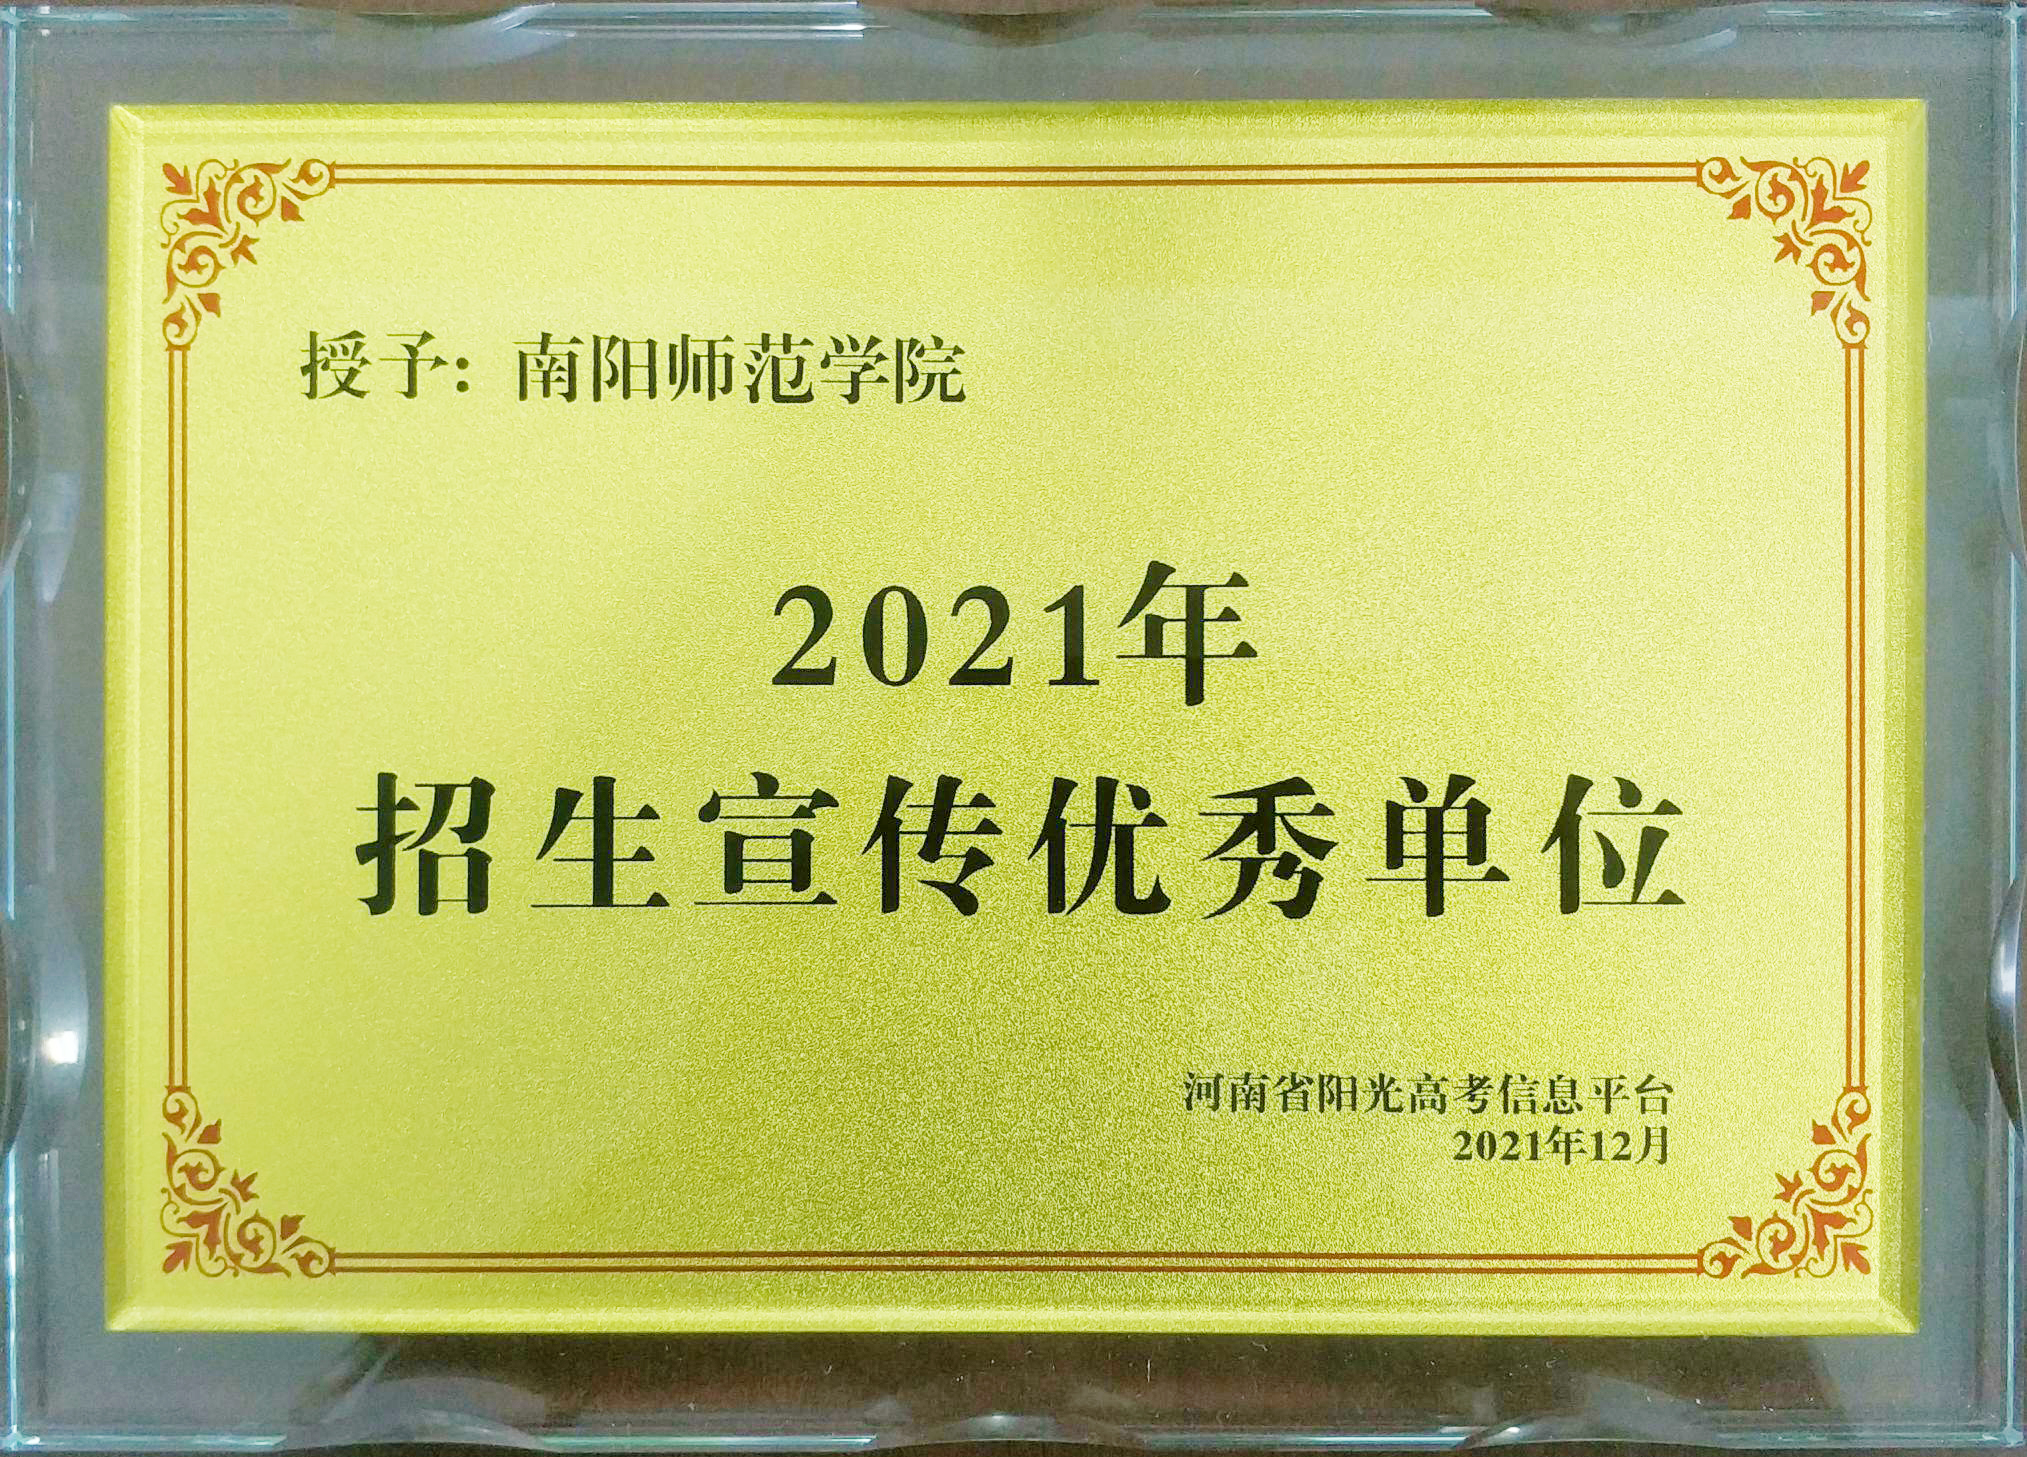 授予：南阳师范学院
2021年
招生宣传优秀单位
河南省阳光高考信息平台
2021年12月